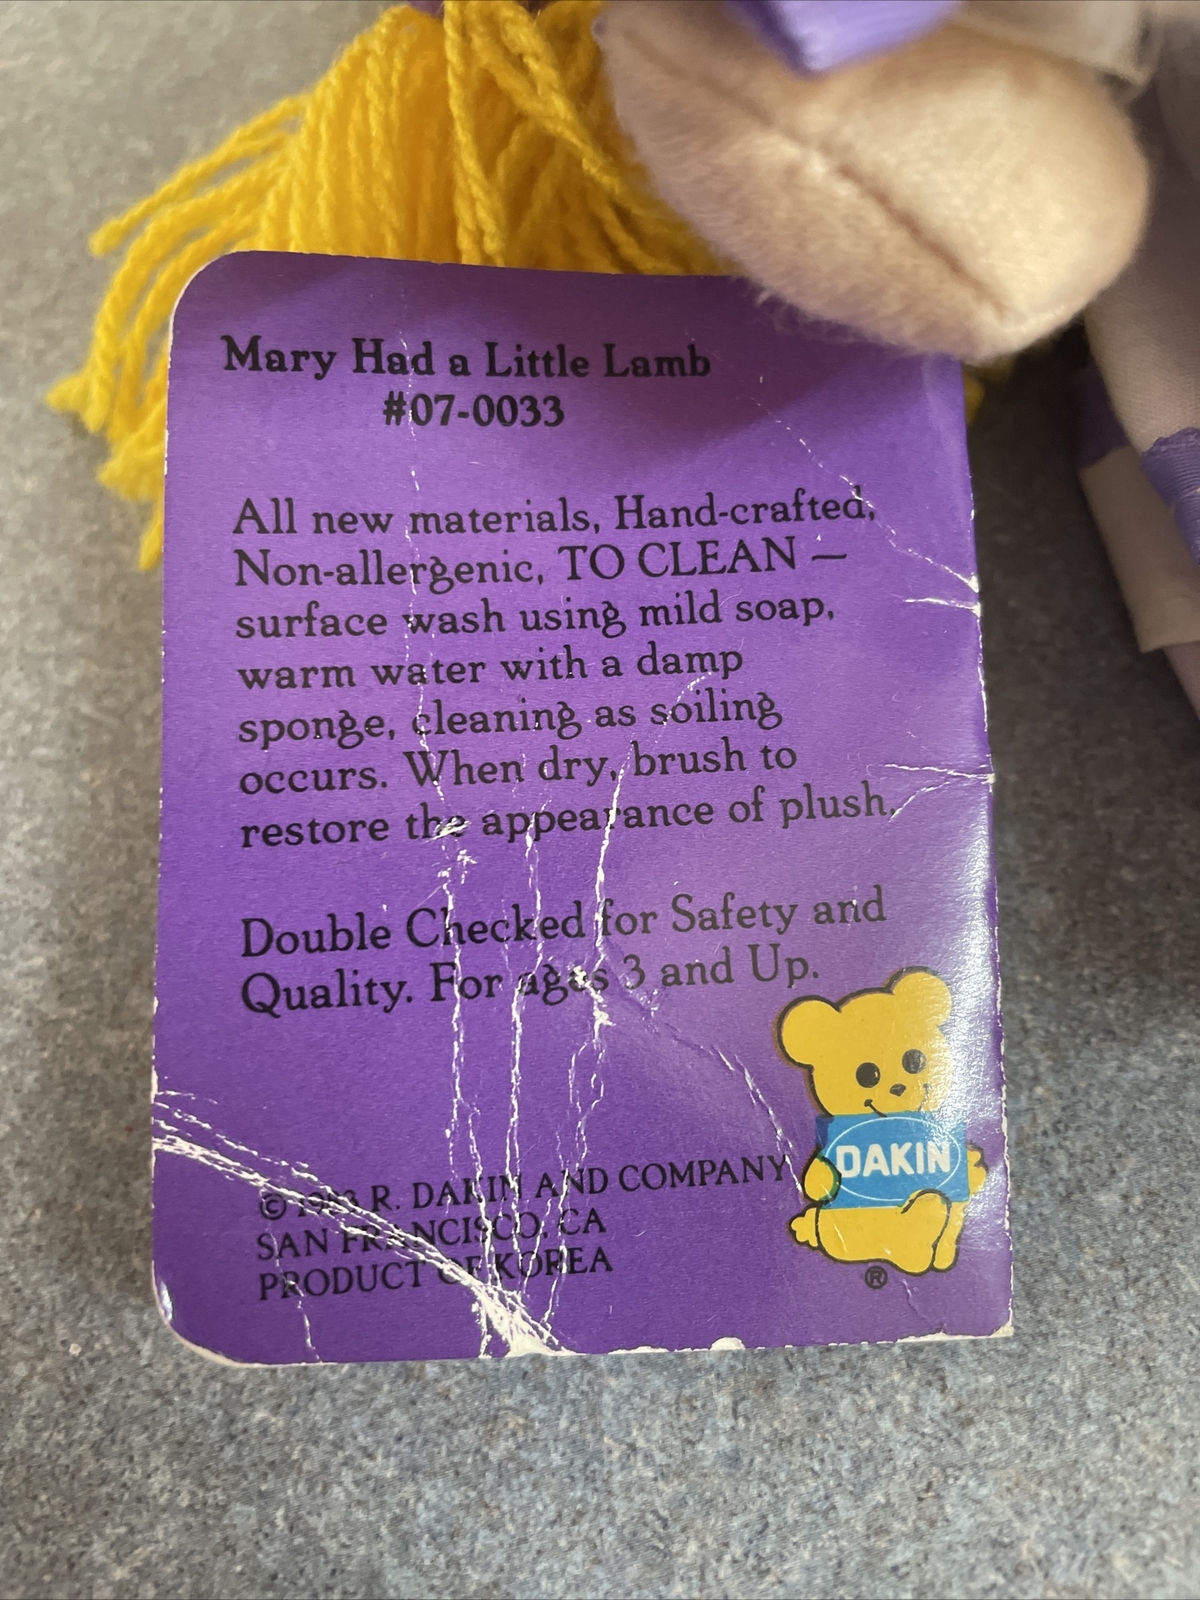 Mary Had a Little Lamb
#07-0033
All new materials, Hand-crafted,
Non-allergenic, TO CLEAN —
surface wash using mild soap,
warm water with a damp
sponge, cleaning as soiling
occurs. When dry, brush to
restore the appearance of plush.
Double Checked for Safety and
Quality. For ages 3 and Up.
DAKIN
© 1983 R. DAKIN AND COMPANY
SAN FRANCISCO, CA
PRODUCT OF KOREA
®